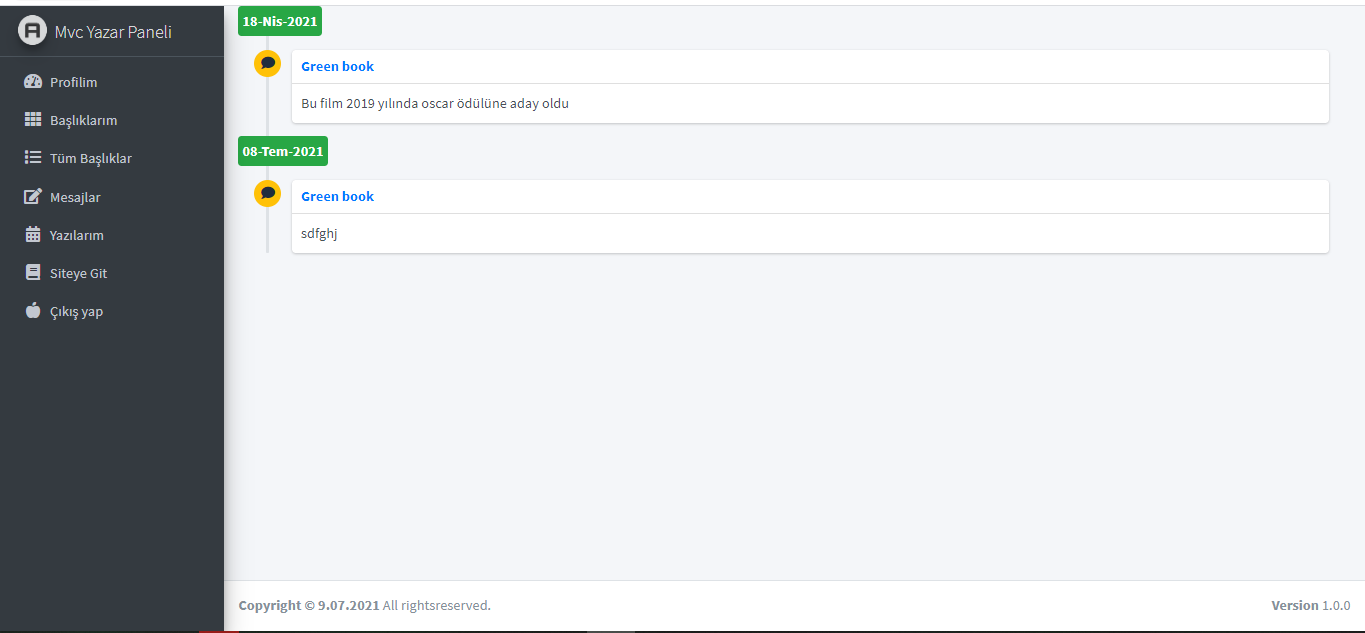 Mvc Yazar Paneli
Profilim
Başlıklarım
Tüm Başlıklar
Mesajlar
Yazılarım
Siteye Git
Çıkış yap
18-Nis-2021
Green book
Bu film 2019 yılında oscar ödülüne aday oldu
08-Tem-2021
Green book
sdfghj
Copyright © 9.07.2021 All rightsreserved.
Version 1.0.0